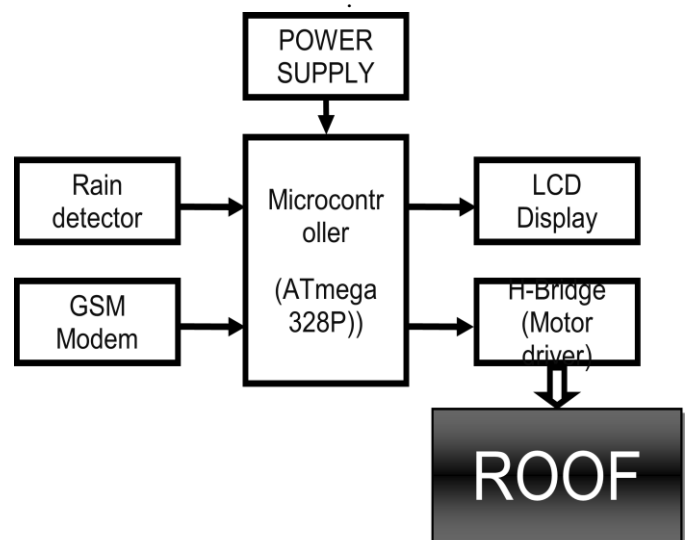 POWER
SUPPLY
Rain
detector
Microcontr
oller
(ATmega
328P))
LCD
Display
GSM
Modem
H-Bridge
(Motor
driver)
ROOF